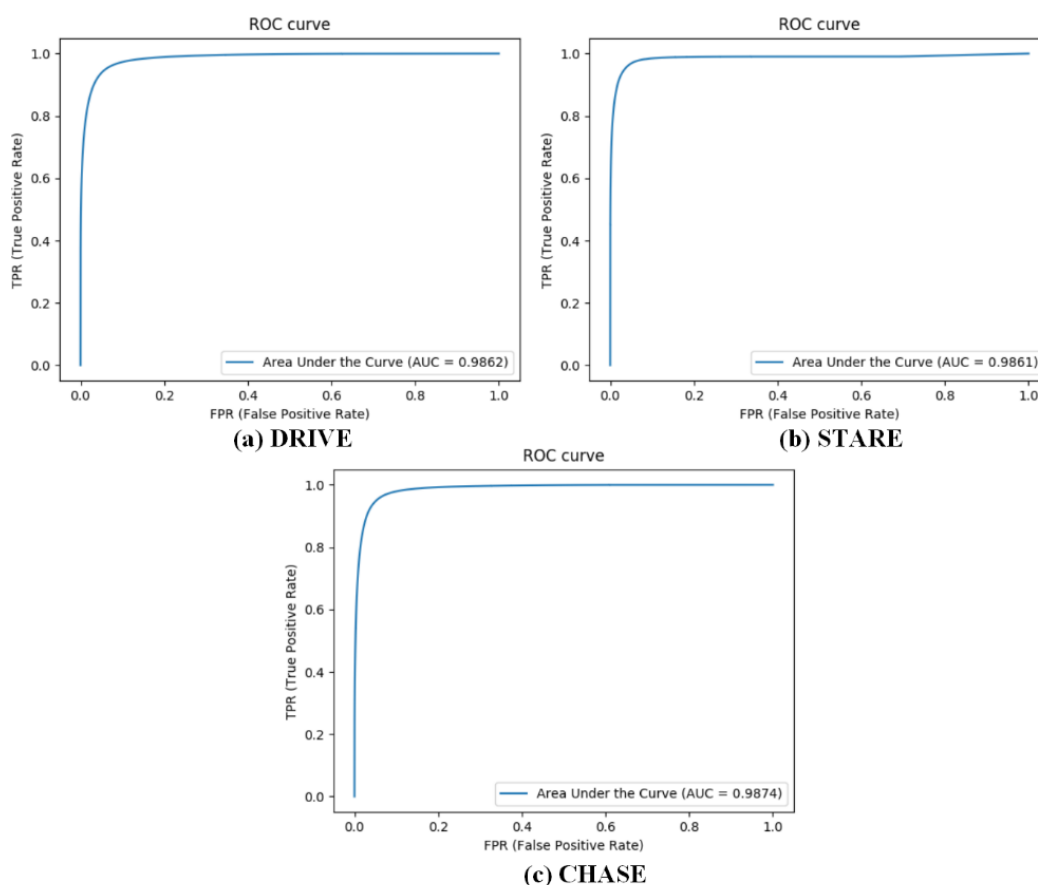 ROC curve
1.0
0.8
0.6
0.4
0.2
0.0
TPR (True Positive Rate)
Area Under the Curve (AUC = 0.9862)
0.0 0.2 0.4 0.6 0.8 1.0
FPR (False Positive Rate)
(a) DRIVE
ROC curve
1.0
0.8
0.6
0.4
0.2
0.0
TPR (True Positive Rate)
Area Under the Curve (AUC = 0.9861)
0.0 0.2 0.4 0.6 0.8 1.0
FPR (False Positive Rate)
(b) STARE
ROC curve
1.0
0.8
0.6
0.4
0.2
0.0
TPR (True Positive Rate)
Area Under the Curve (AUC = 0.9874)
0.0 0.2 0.4 0.6 0.8 1.0
FPR (False Positive Rate)
(c) CHASE